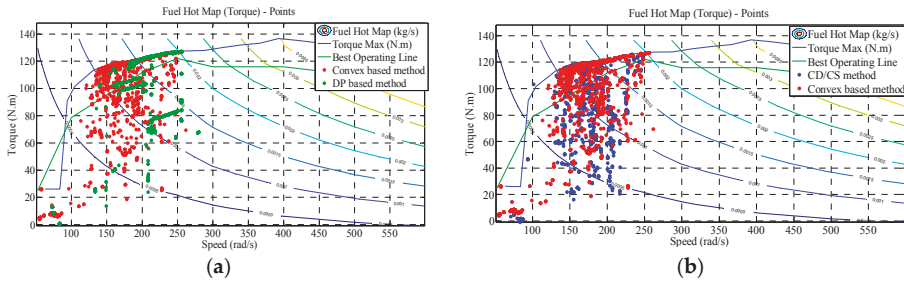 Fuel Hot Map (Torque) - Points
Torque (N.m)
140
120
100
80
60
40
20
0
Fuel Hot Map (kg/s)
Torque Max (N.m)
Best Operating Line
Convex based method
DP based method
100 150 200 250 300 350 400 450 500 550
Speed (rad/s)
(a)
Fuel Hot Map (Torque) - Points
Torque (N.m)
140
120
100
80
60
40
20
0
Fuel Hot Map (kg/s)
Torque Max (N.m)
Best Operating Line
CD/CS method
Convex based method
100 150 200 250 300 350 400 450 500 550
Speed (rad/s)
(b)